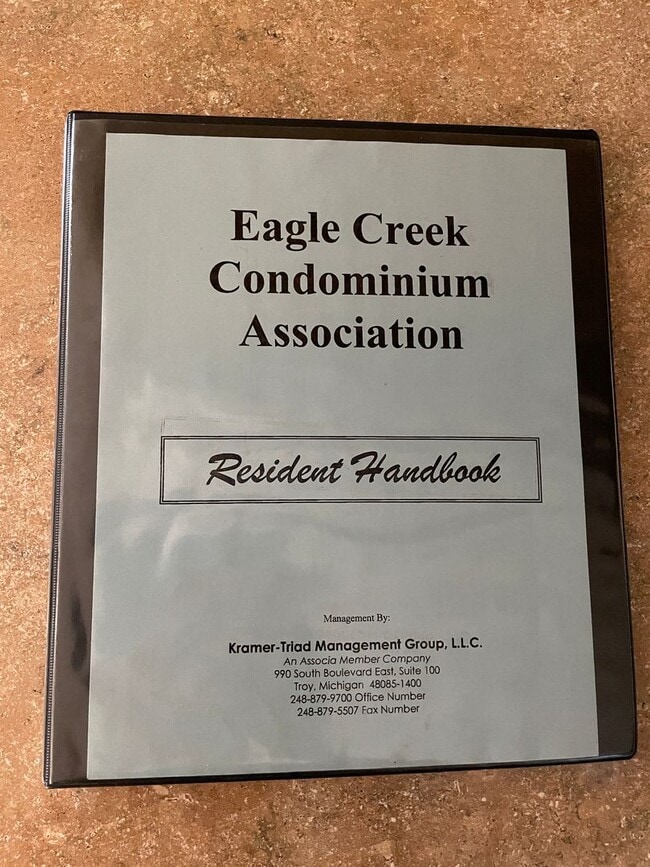 Eagle Creek
Condominium
Association
Resident Handbook
Management By:
Kramer-Triad Management Group, L.L.C.
An Associa Member Company
990 South Boulevard East, Suite 100
Troy, Michigan 48085-1400
248-879-9700 Office Number
248-879-5507 Fax Number